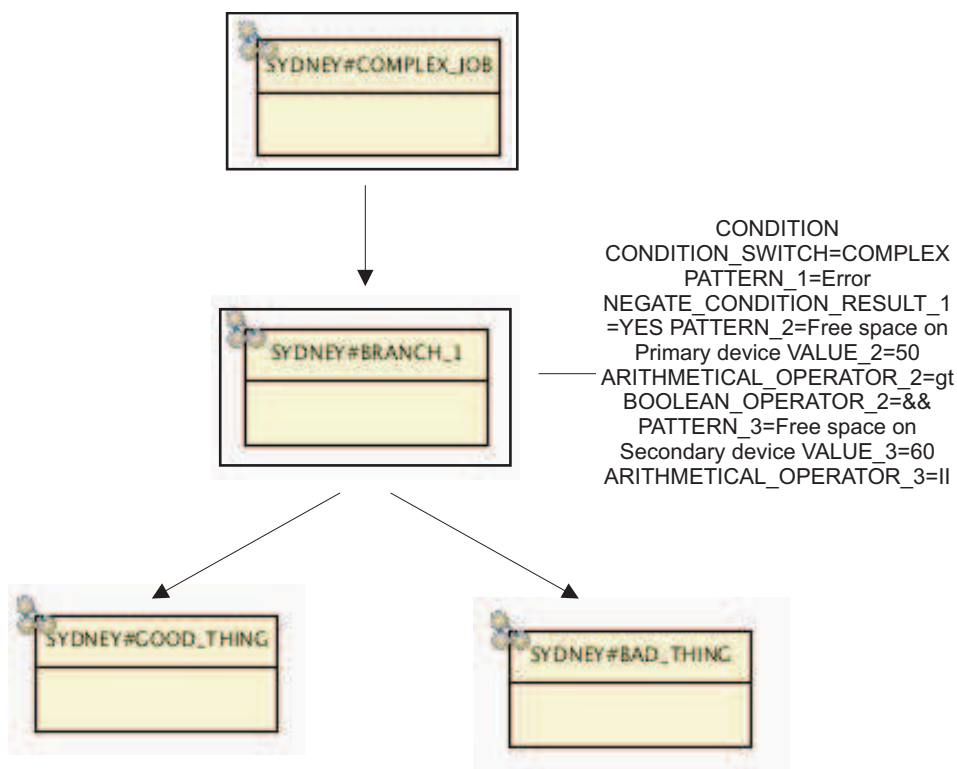 SYDNEY#COMPLEX_JOB
CONDITION
CONDITION_SWITCH=COMPLEX
PATTERN_1=Error
NEGATE_CONDITION_RESULT_1
=YES PATTERN_2=Free space on
Primary device VALUE_2=50
ARITHMETICAL_OPERATOR_2=gt
BOOLEAN_OPERATOR_2=&&
PATTERN_3=Free space on
Secondary device VALUE_3=60
ARITHMETICAL_OPERATOR_3=II
SYDNEY#BRANCH_1
SYDNEY#GOOD_THING
SYDNEY#BAD_THING